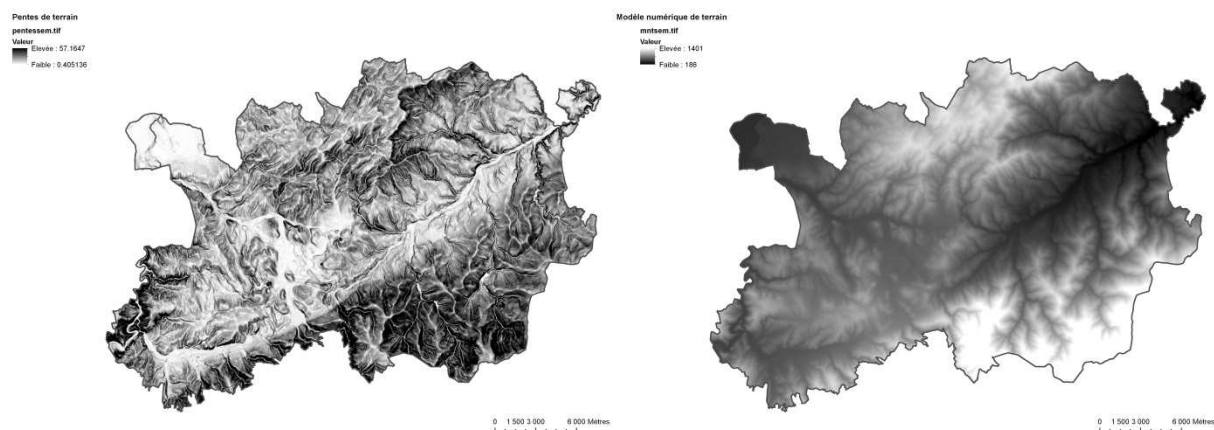 Pentes de terrain
pentessem.tif
Valeur
Elevée : 57.1647
Faible : 0.405136
0 1 500 3 000 6 000 Mètres
Modèle numérique de terrain
mntsem.tif
Valeur
Elevée : 1401
Faible : 186
0 1 500 3 000 6 000 Mètres